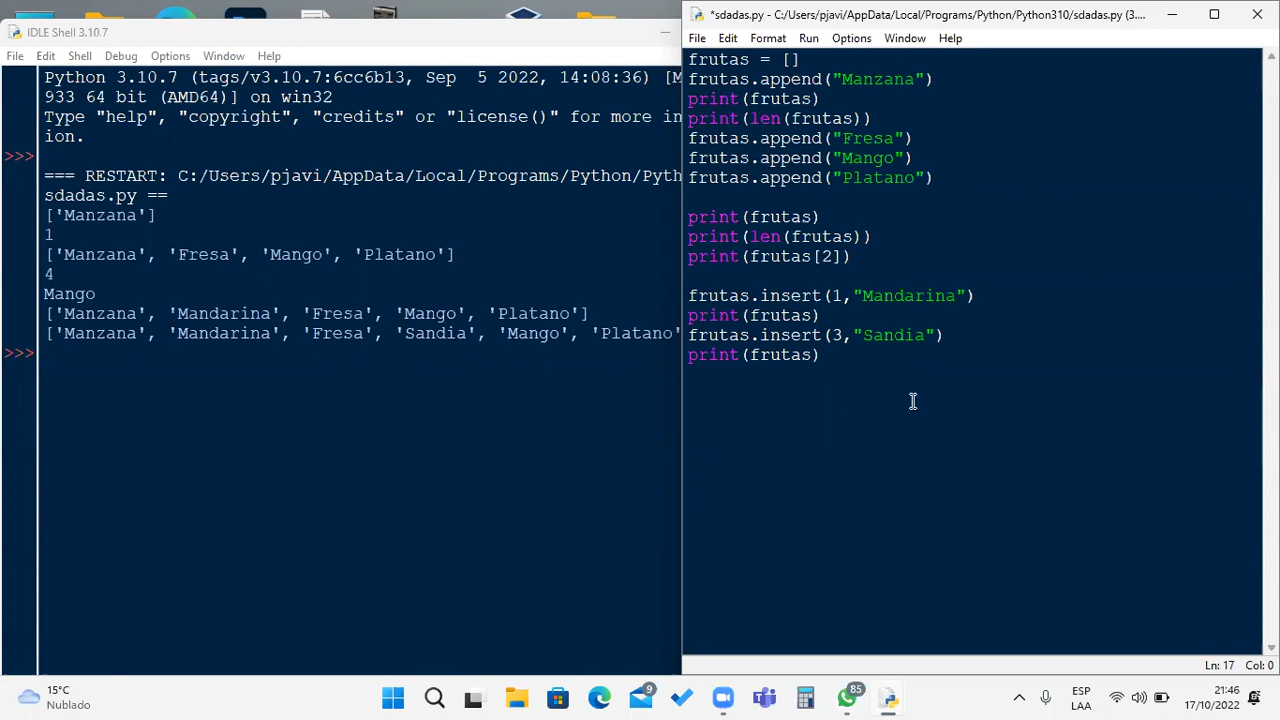 IDLE Shell 3.10.7
File Edit Shell Debug Options Window Help
Python 3.10.7 (tags/v3.10.7:6cc6b13, Sep  5 2022, 14:08:36) [M
933 64 bit (AMD64)] on win32
Type "help", "copyright", "credits" or "license()" for more in
ion.
>>>
=== RESTART: C:/Users/pjavi/AppData/Local/Programs/Python/Pyth
sdadas.py ==
['Manzana']
1
['Manzana', 'Fresa', 'Mango', 'Platano']
4
Mango
['Manzana', 'Mandarina', 'Fresa', 'Mango', 'Platano']
['Manzana', 'Mandarina', 'Fresa', 'Sandia', 'Mango', 'Platano'
>>>
*sdadas.py - C:/Users/pjavi/AppData/Local/Programs/Python/Python310/sdadas.py (3....
File Edit Format Run Options Window Help
frutas = []
frutas.append("Manzana")
print(frutas)
print(len(frutas))
frutas.append("Fresa")
frutas.append("Mango")
frutas.append("Platano")
print(frutas)
print(len(frutas))
print(frutas[2])
frutas.insert(1,"Mandarina")
print(frutas)
frutas.insert(3,"Sandia")
print(frutas)
Ln: 17 Col: 0
15°C
Nublado
9
85
ESP
LAA
21:46
17/10/2022